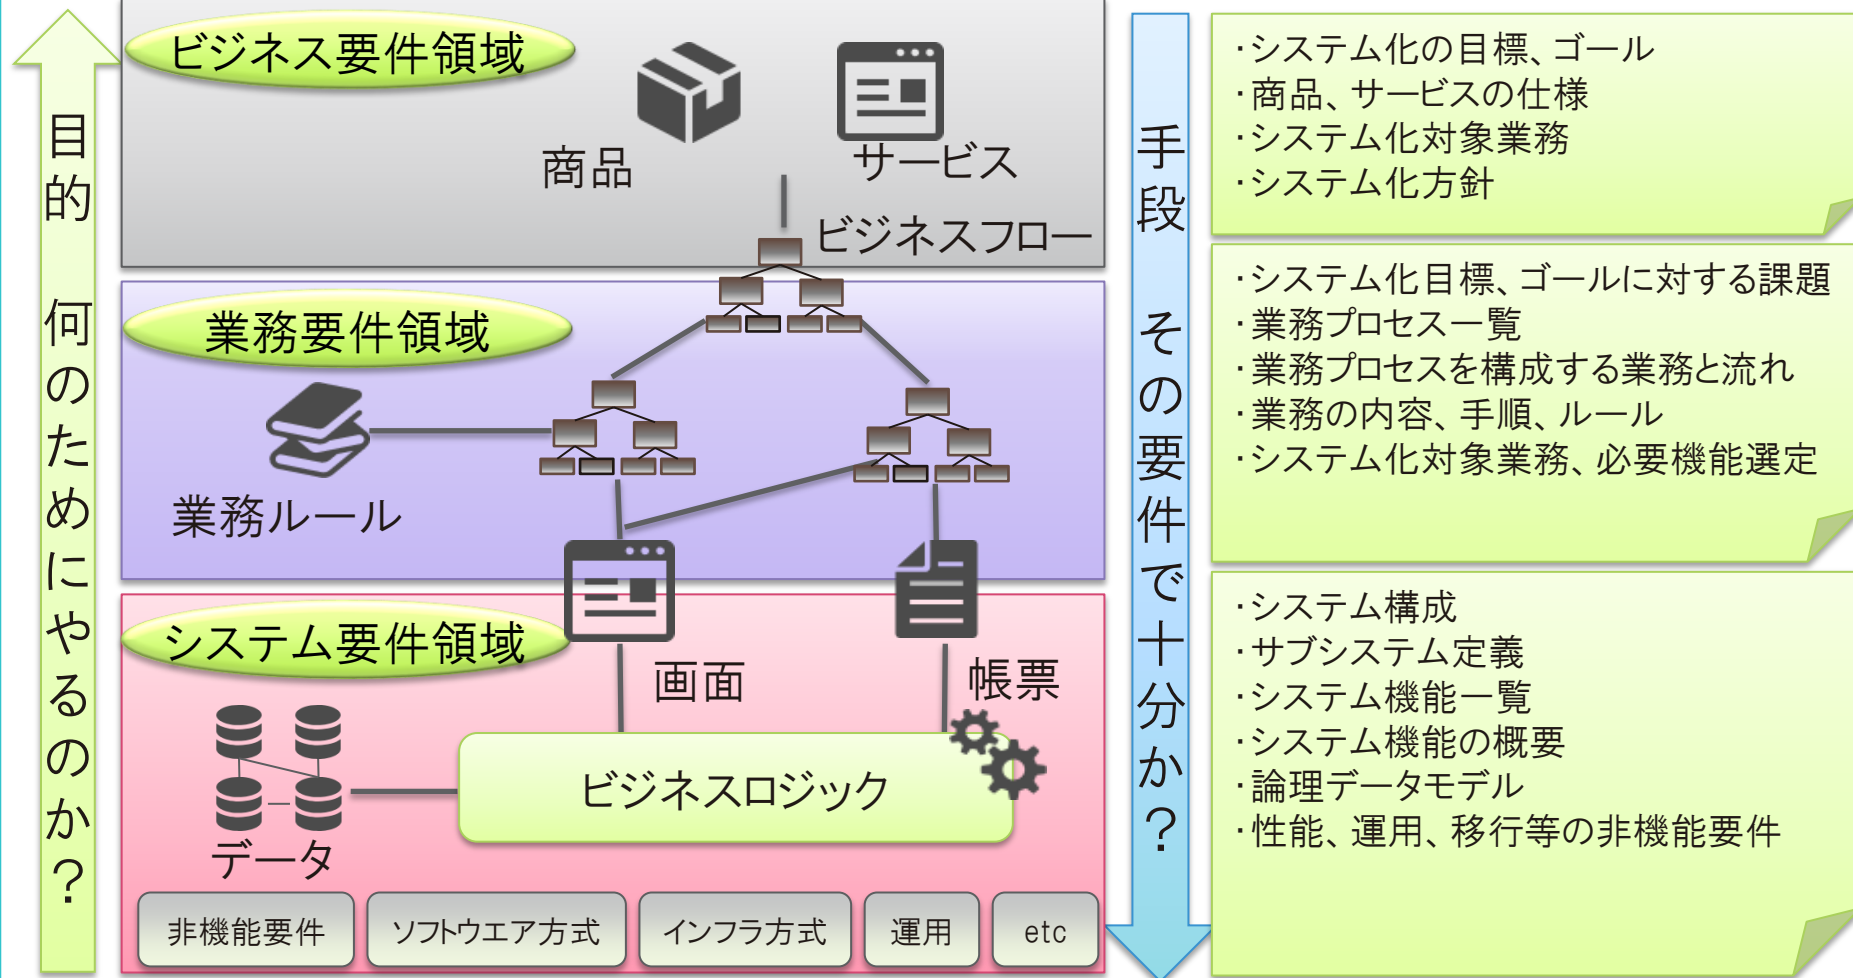 目的　何のためにやるのか？
ビジネス要件領域
商品
サービス
ビジネスフロー
業務要件領域
業務ルール
システム要件領域
画面
帳票
ビジネスロジック
データ
非機能要件
ソフトウエア方式
インフラ方式
運用
etc
手段　その要件で十分か？
・システム化の目標、ゴール
・商品、サービスの仕様
・システム化対象業務
・システム化方針
・システム化目標、ゴールに対する課題
・業務プロセス一覧
・業務プロセスを構成する業務と流れ
・業務の内容、手順、ルール
・システム化対象業務、必要機能選定
・システム構成
・サブシステム定義
・システム機能一覧
・システム機能の概要
・論理データモデル
・性能、運用、移行等の非機能要件